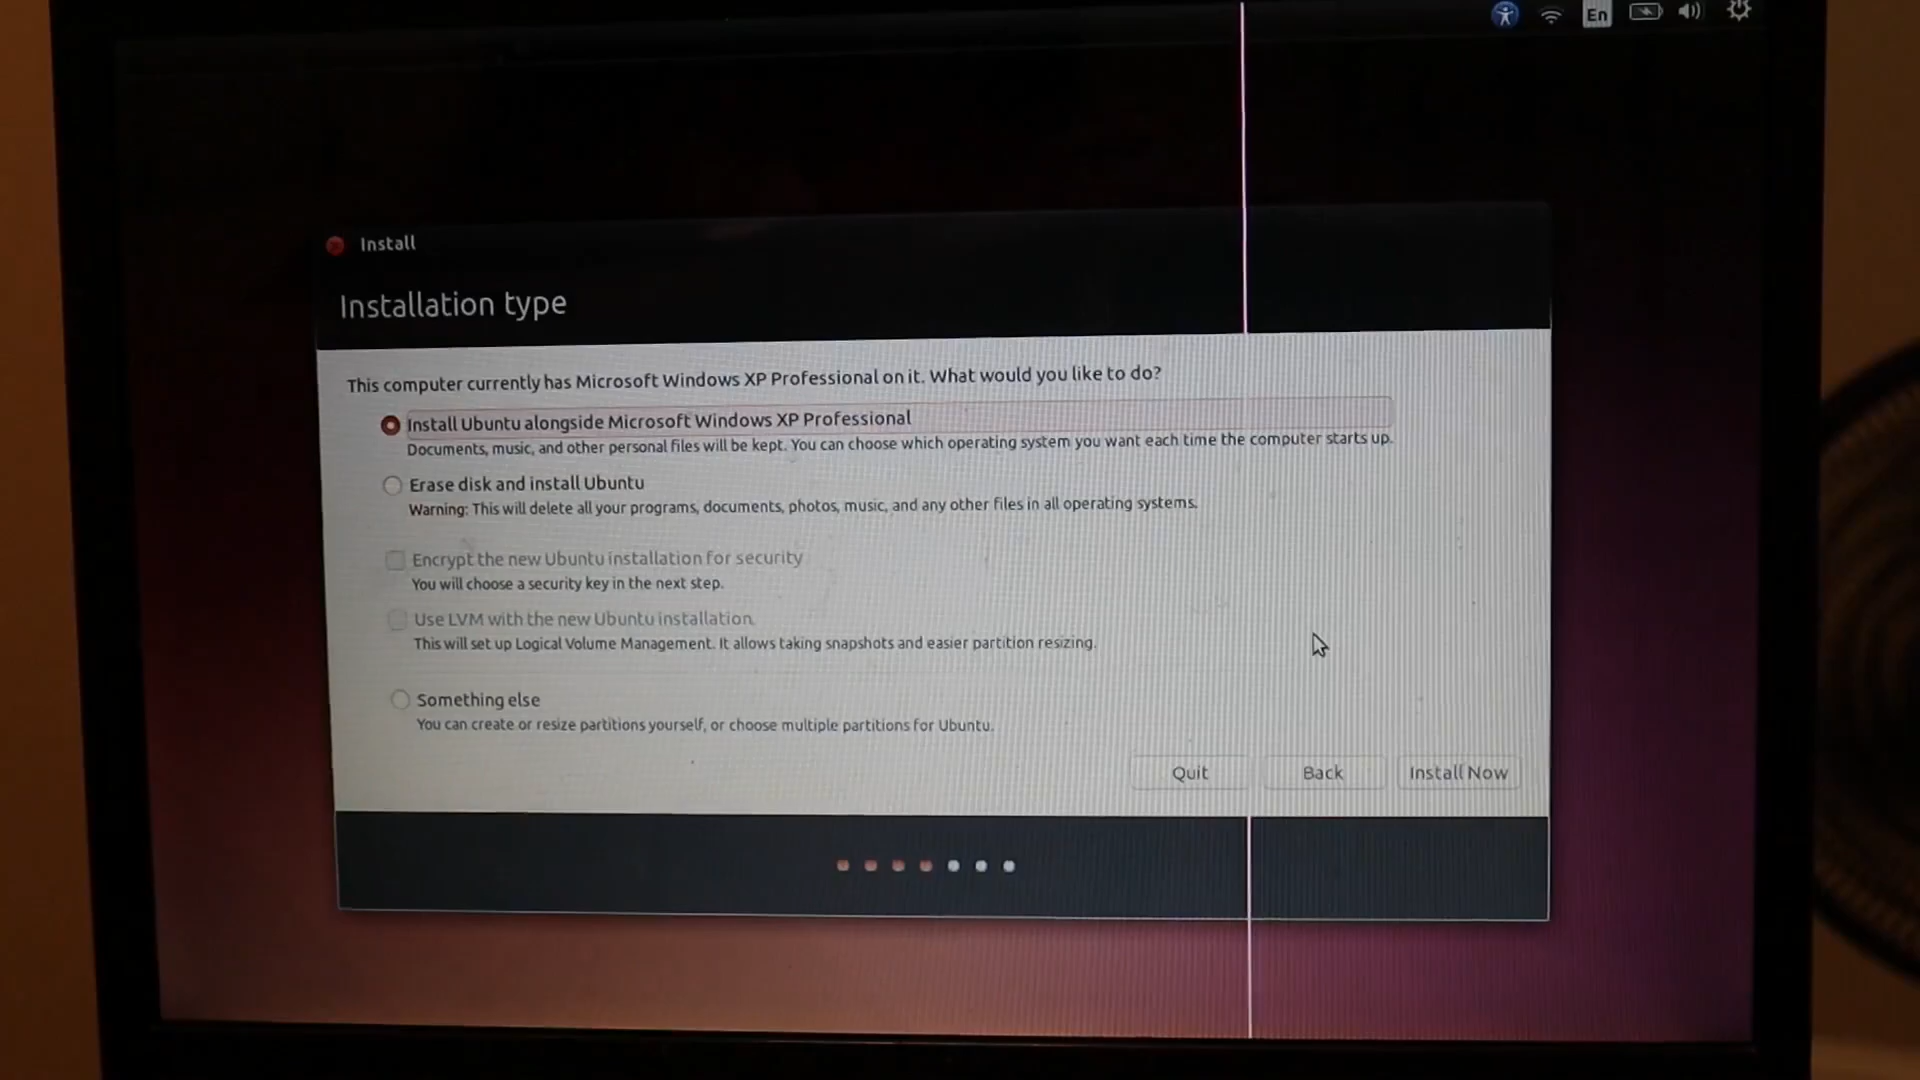 En
Install
Installation type
This computer currently has Microsoft Windows XP Professional on it. What would you like to do?
Install Ubuntu alongside Microsoft Windows XP Professional
Documents, music, and other personal files will be kept. You can choose which operating system you want each time the computer starts up.
Erase disk and install Ubuntu
Warning: This will delete all your programs, documents, photos, music, and any other files in all operating systems.
Encrypt the new Ubuntu installation for security
You will choose a security key in the next step.
Use LVM with the new Ubuntu installation
This will set up Logical Volume Management. It allows taking snapshots and easier partition resizing.
Something else
You can create or resize partitions yourself, or choose multiple partitions for Ubuntu.
Quit Back Install Now